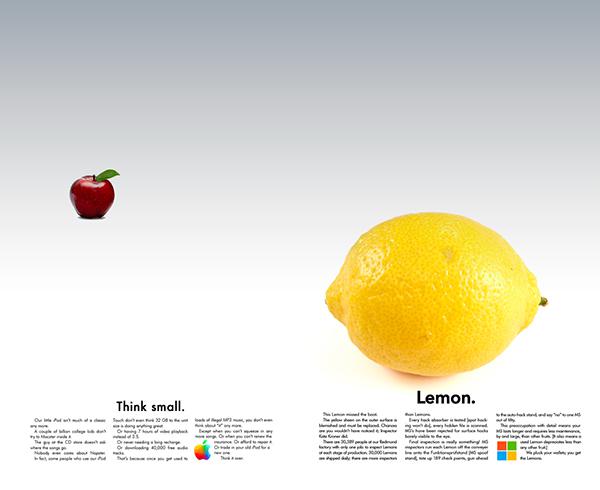 Think small.
Our little iPod isn't much of a classic
any more.
A couple of billion college kids don't
try to inside it
The guy at the CD store doesn't ask
where the songs go.
Nobody even comes about Napster.
In fact, some people who use our iPod
Touch don't even think 32 GB to the unit
size is doing anything great.
Or having 7 hours of video playback
instead of 3.5.
Or never needing a long recharge.
Or downloading 40,000 free audio
tracks.
That's because once you get used to
loads of illegal MP3 music, you don't even
think about "it" any more.
Except when you can squeeze in any
more songs. Or when you can renew the
insurance. Or afford to repair it
Or trade in your old iPod for a
new one.
Think it over.
Lemon.
This Lemon missed the boat.
The yellow sheen on the outer surface is
blemished and must be replaced. Chances
are you wouldn't have noticed it; Inspector
Kate Kroner did.
There are 30,389 people at our Redmond
factory with only one job: to inspect Lemons
at each stage of production. 30,000 Lemons
are shipped daily; there are more inspectors
than Lemons.
Every hack absorber is tested (spot hack-
ing won't do), every hidden file is scanned.
MS's have been rejected for surface hacks
barely visible to the eye.
Final inspection is really something! MS
inspectors run each Lemon off the conveyer
line onto the Funktionsprüfstand (MS spoof
stand), tote up 189 check points, gun ahead
to the auto-hack stand, and say "no" to one MS
out of fifty.
This preoccupation with detail means your
MS lasts longer and requires less maintenance,
by and large, than other fruits. (It also means a
used Lemon depreciates less than
any other fruit.)
We pluck your wallets; you get
the Lemons.